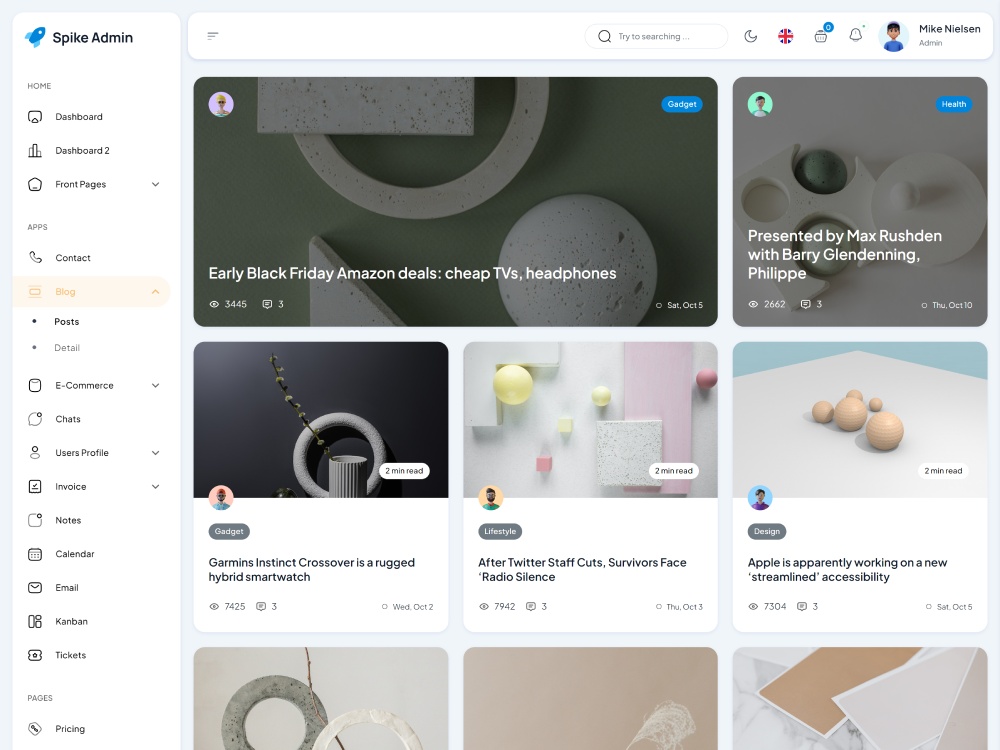 Spike Admin
Try to searching ...
0
Mike Nielsen
Admin
HOME
Dashboard
Dashboard 2
Front Pages
APPS
Contact
Blog
Posts
Detail
E-Commerce
Chats
Users Profile
Invoice
Notes
Calendar
Email
Kanban
Tickets
PAGES
Pricing
Gadget
Early Black Friday Amazon deals: cheap TVs, headphones
3445 3 Sat, Oct 5
Health
Presented by Max Rushden
with Barry Glendenning,
Philippe
2662 3 Thu, Oct 10
2 min read
Gadget
Garmins Instinct Crossover is a rugged
hybrid smartwatch
7425 3 Wed, Oct 2
2 min read
Lifestyle
After Twitter Staff Cuts, Survivors Face
‘Radio Silence
7942 3 Thu, Oct 3
2 min read
Design
Apple is apparently working on a new
‘streamlined’ accessibility
7304 3 Sat, Oct 5